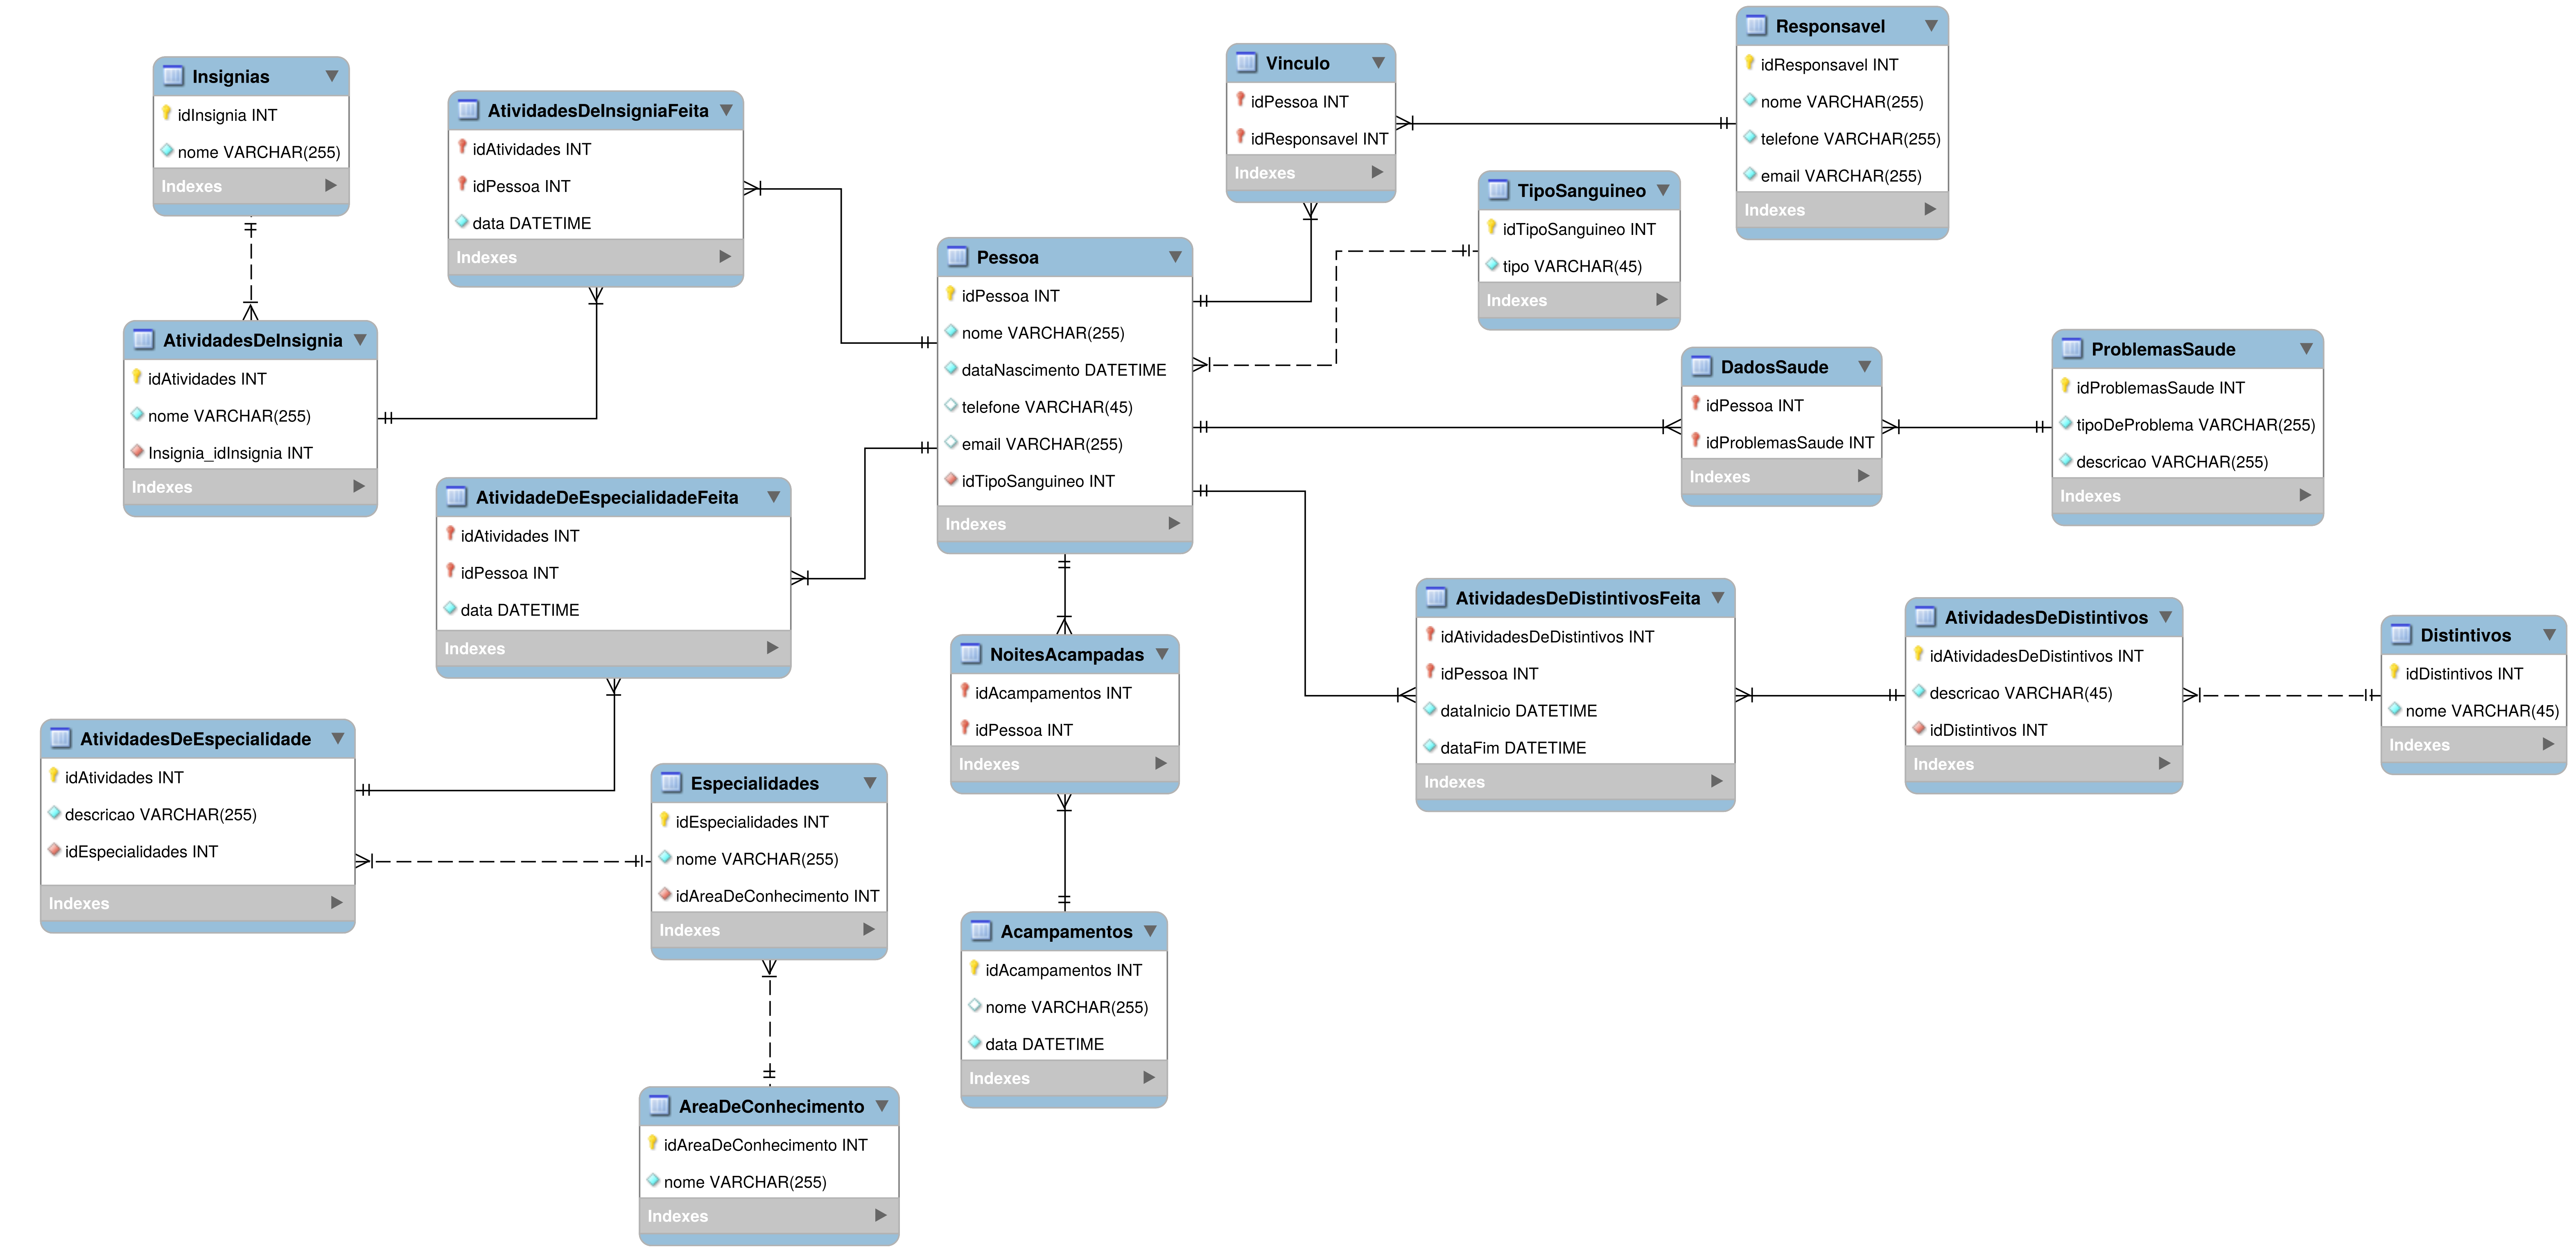 Insignias
idInsignia INT
nome VARCHAR(255)
Indexes
AtividadesDeInsigniaFeita
idAtividades INT
idPessoa INT
data DATETIME
Indexes
AtividadesDeInsignia
idAtividades INT
nome VARCHAR(255)
Insignia_idInsignia INT
Indexes
AtividadeDeEspecialidadeFeita
idAtividades INT
idPessoa INT
data DATETIME
Indexes
AtividadesDeEspecialidade
idAtividades INT
descricao VARCHAR(255)
idEspecialidades INT
Indexes
Especialidades
idEspecialidades INT
nome VARCHAR(255)
idAreaDeConhecimento INT
Indexes
AreaDeConhecimento
idAreaDeConhecimento INT
nome VARCHAR(255)
Indexes
Pessoa
idPessoa INT
nome VARCHAR(255)
dataNascimento DATETIME
telefone VARCHAR(45)
email VARCHAR(255)
idTipoSanguineo INT
Indexes
NoitesAcampadas
idAcampamentos INT
idPessoa INT
Indexes
Acampamentos
idAcampamentos INT
nome VARCHAR(255)
data DATETIME
Indexes
Vinculo
idPessoa INT
idResponsavel INT
Indexes
Responsavel
idResponsavel INT
nome VARCHAR(255)
telefone VARCHAR(255)
email VARCHAR(255)
Indexes
TipoSanguineo
idTipoSanguineo INT
tipo VARCHAR(45)
Indexes
DadosSaude
idPessoa INT
idProblemasSaude INT
Indexes
ProblemasSaude
idProblemasSaude INT
tipoDeProblema VARCHAR(255)
descricao VARCHAR(255)
Indexes
AtividadesDeDistintivosFeita
idAtividadesDeDistintivos INT
idPessoa INT
dataInicio DATETIME
dataFim DATETIME
Indexes
AtividadesDeDistintivos
idAtividadesDeDistintivos INT
descricao VARCHAR(45)
idDistintivos INT
Indexes
Distintivos
idDistintivos INT
nome VARCHAR(45)
Indexes